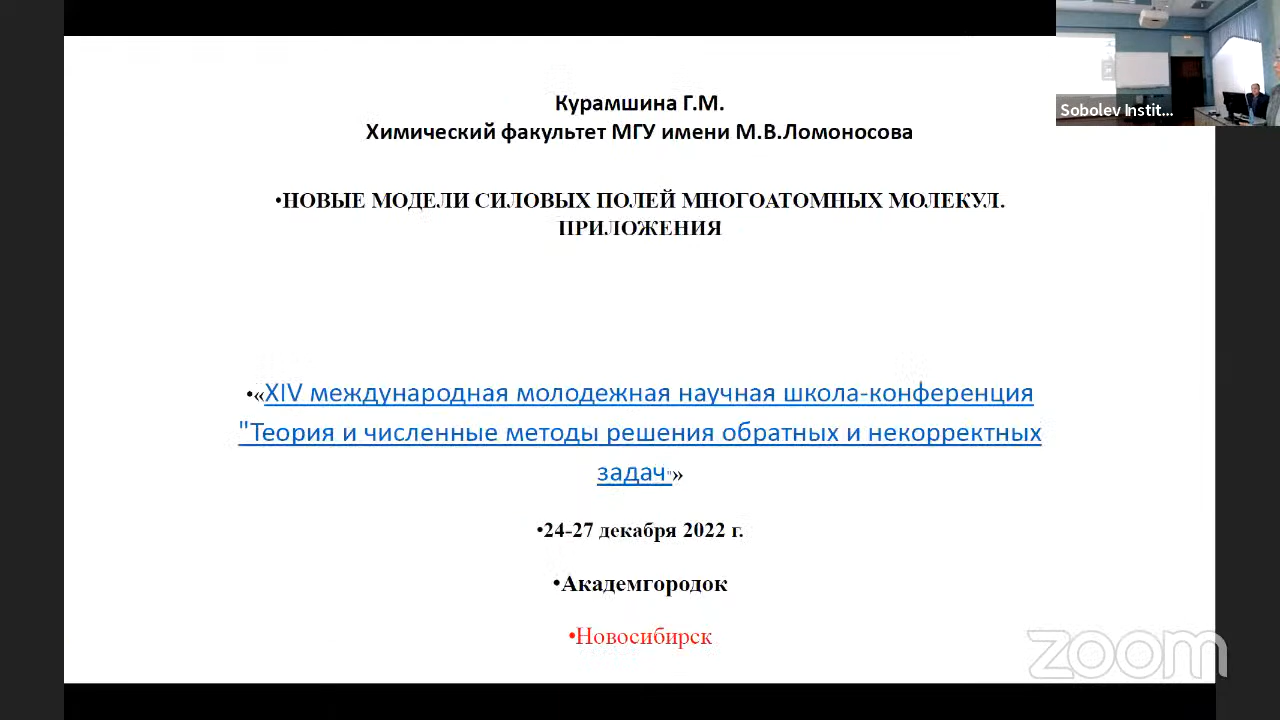 Курамшина Г.М.
Химический факультет МГУ имени М.В.Ломоносова
•НОВЫЕ МОДЕЛИ СИЛОВЫХ ПОЛЕЙ МНОГОАТОМНЫХ МОЛЕКУЛ.
ПРИЛОЖЕНИЯ
•«XIV международная молодежная научная школа-конференция
"Теория и численные методы решения обратных и некорректных
задач"»
•24-27 декабря 2022 г.
•Академгородок
•Новосибирск
Sobolev Instit...
zoom